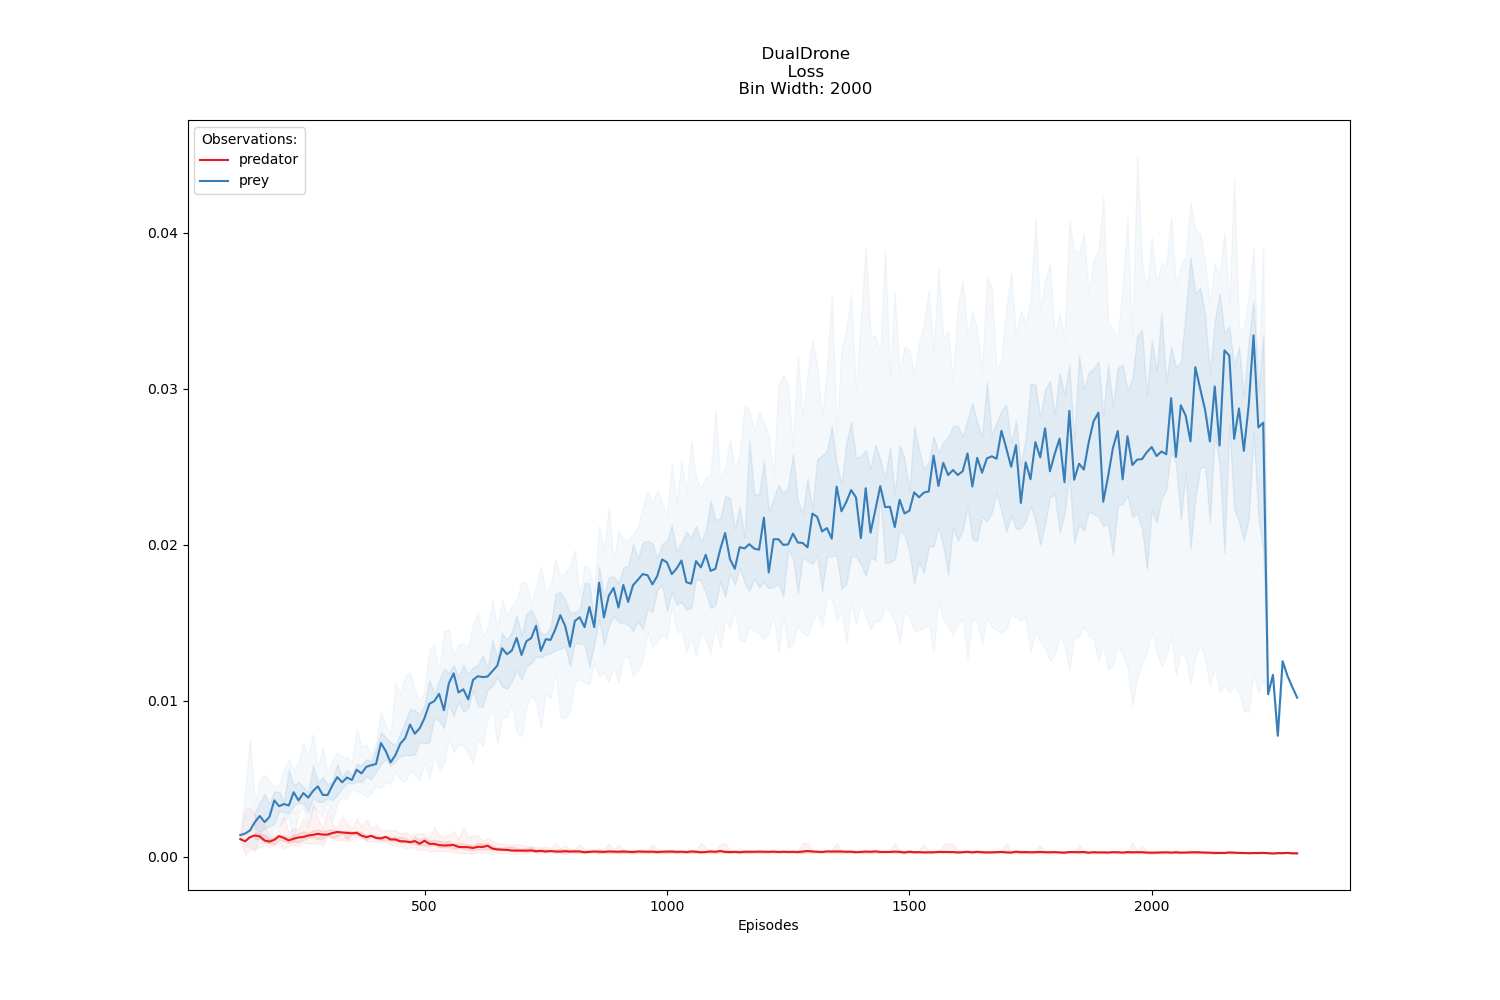 DualDrone
Loss
Bin Width: 2000
Observations:
predator
prey
0.04
0.03
0.02
0.01
0.00
500
1000
1500
2000
Episodes